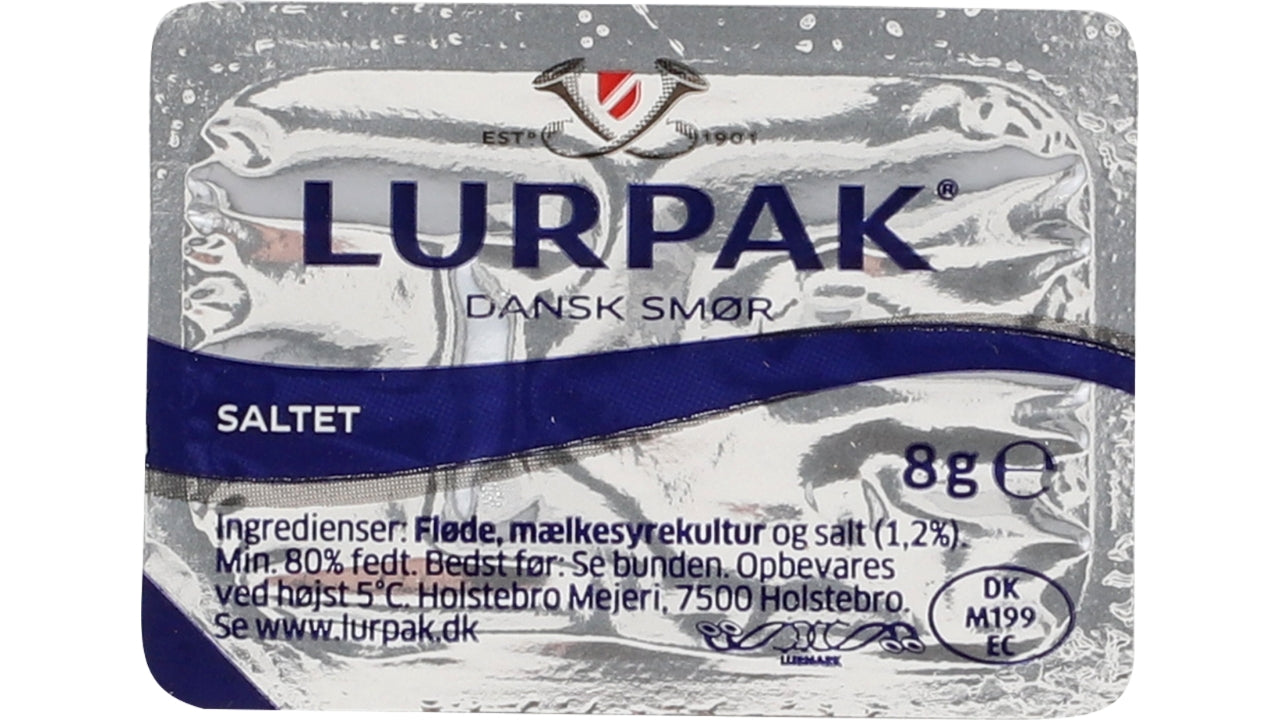 ESTD 1901
LURPAK®
DANSK SMØR
SALTET
8g ℮
Ingredienser: Fløde, mælkesyrekultur og salt (1,2%).
Min. 80% fedt. Bedst før: Se bunden. Opbevares
ved højst 5°C. Holstebro Mejeri, 7500 Holstebro.
Se www.lurpak.dk
LURMARK
DK
M199
EC